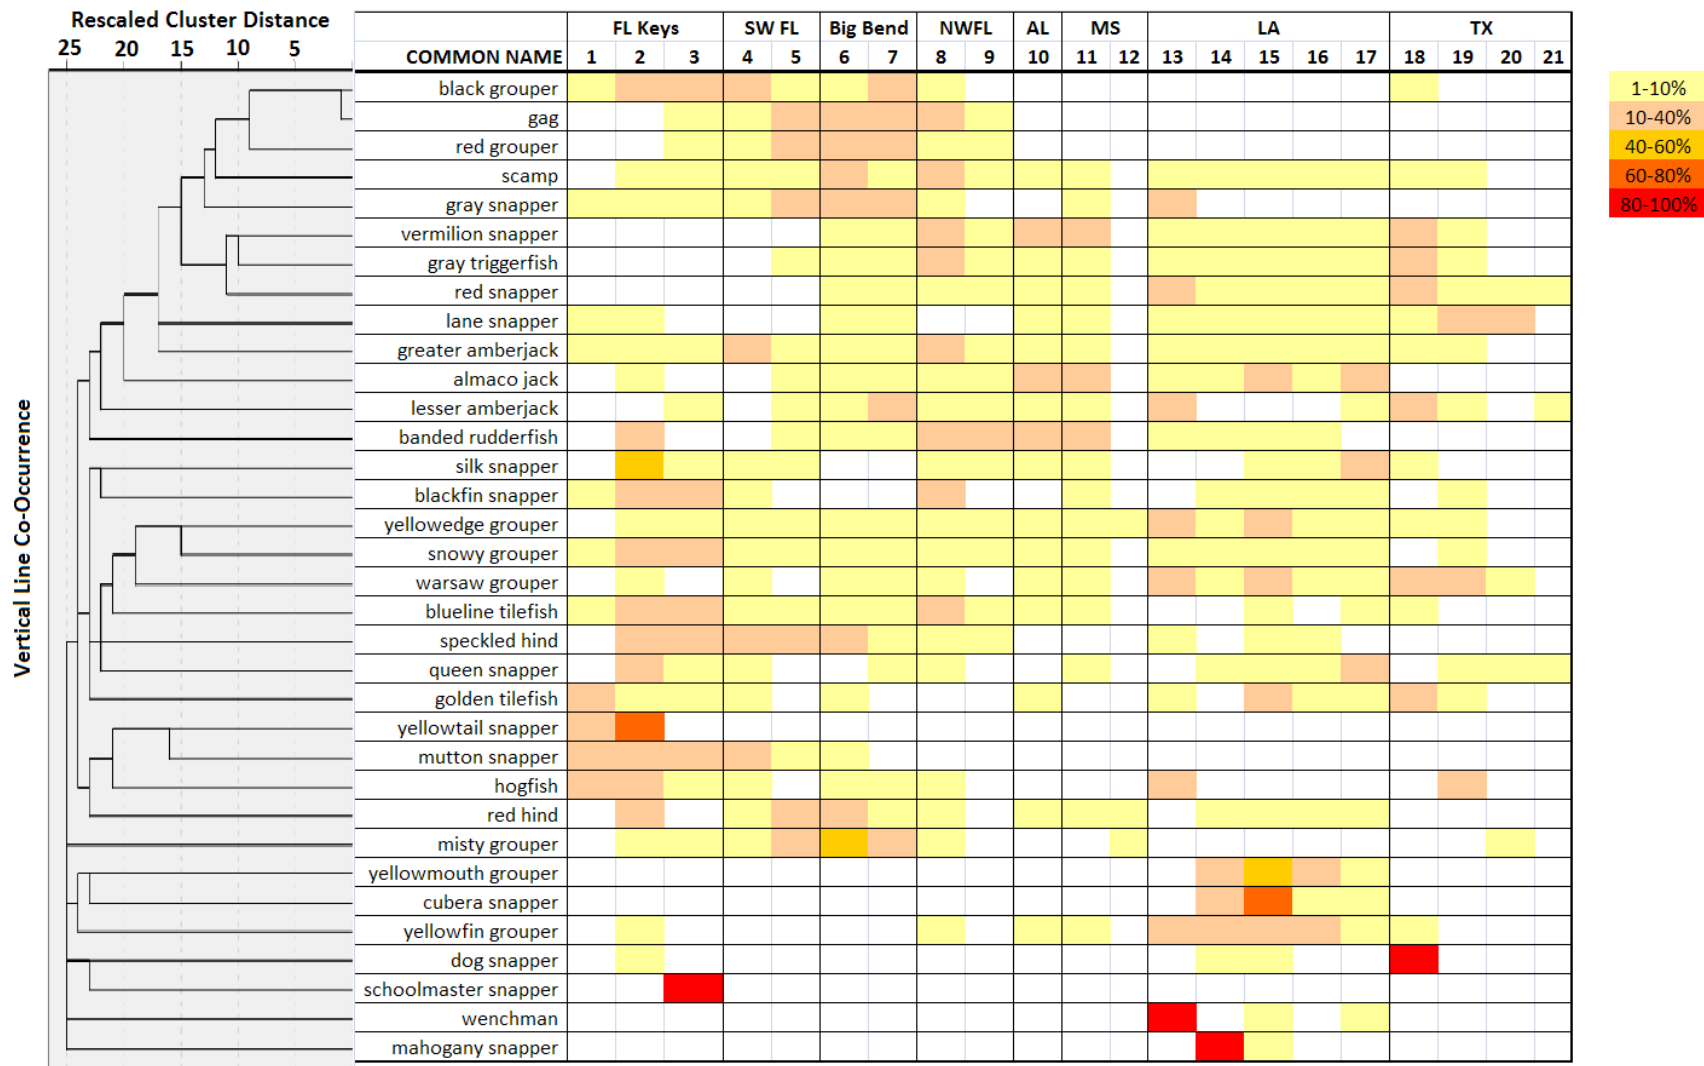 Rescaled Cluster Distance
25 20 15 10 5
Vertical Line Co-Occurrence
FL Keys SW FL Big Bend NWFL AL MS LA TX
COMMON NAME 1 2 3 4 5 6 7 8 9 10 11 12 13 14 15 16 17 18 19 20 21
black grouper
gag
red grouper
scamp
gray snapper
vermilion snapper
gray triggerfish
red snapper
lane snapper
greater amberjack
almaco jack
lesser amberjack
banded rudderfish
silk snapper
blackfin snapper
yellowedge grouper
snowy grouper
warsaw grouper
blueline tilefish
speckled hind
queen snapper
golden tilefish
yellowtail snapper
mutton snapper
hogfish
red hind
misty grouper
yellowmouth grouper
cubera snapper
yellowfin grouper
dog snapper
schoolmaster snapper
wenchman
mahogany snapper
1-10%
10-40%
40-60%
60-80%
80-100%